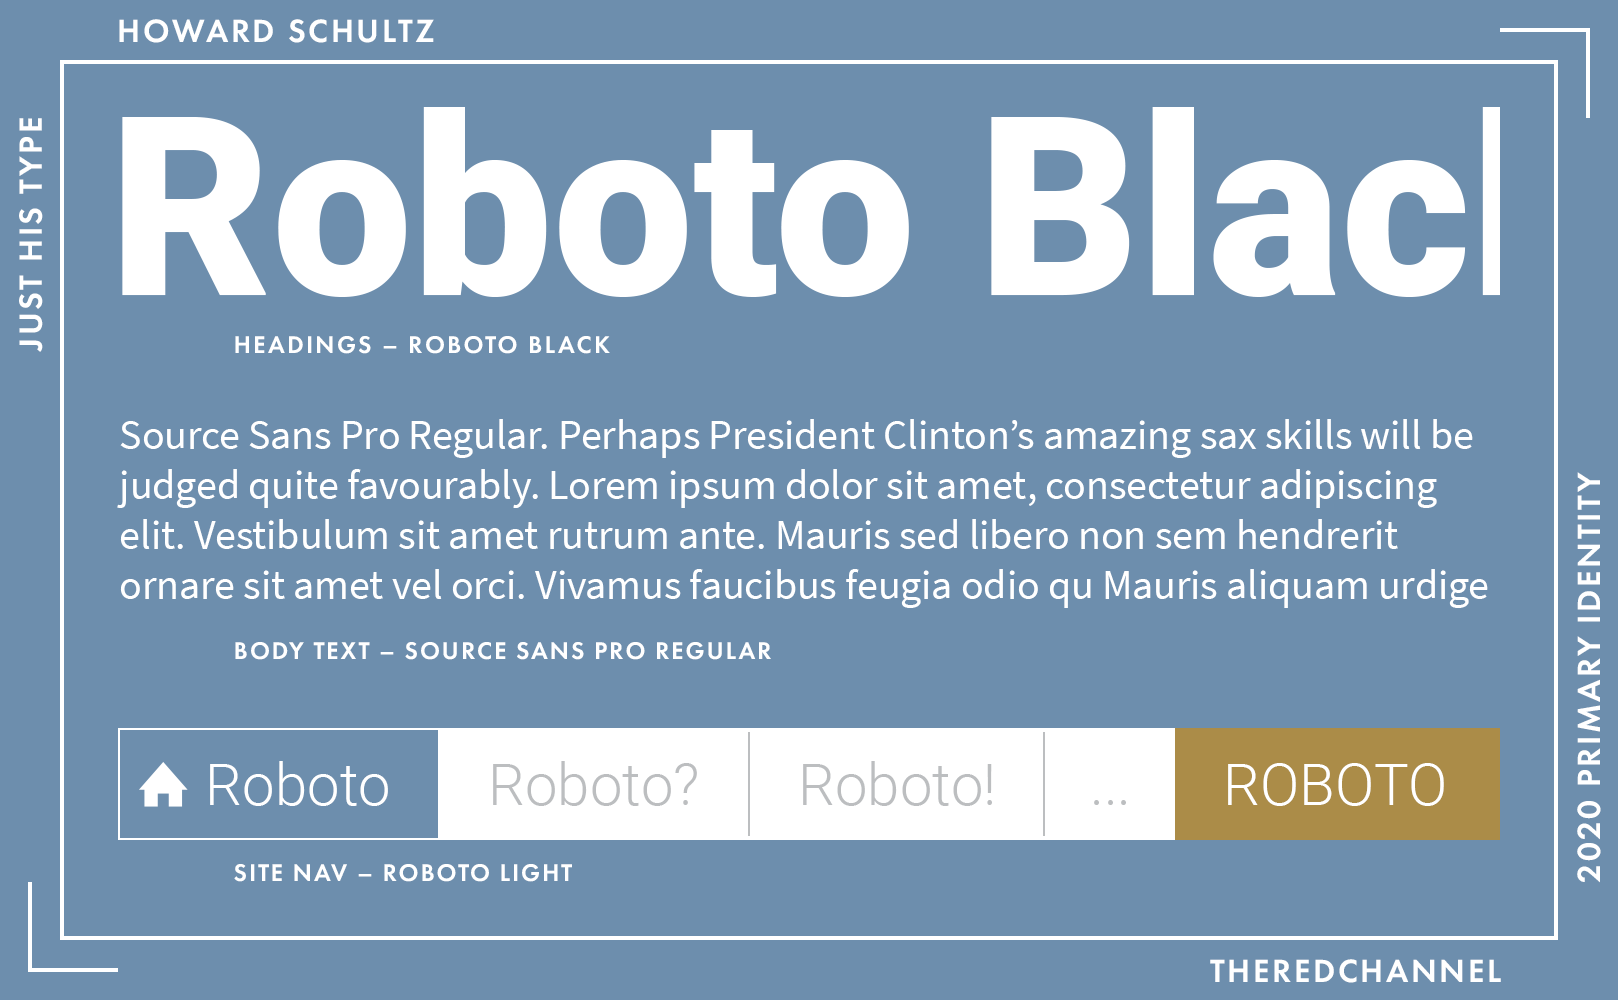 HOWARD SCHULTZ
JUST HIS TYPE
Roboto Blac
HEADINGS – ROBOTO BLACK
Source Sans Pro Regular. Perhaps President Clinton’s amazing sax skills will be
judged quite favourably. Lorem ipsum dolor sit amet, consectetur adipiscing
elit. Vestibulum sit amet rutrum ante. Mauris sed libero non sem hendrerit
ornare sit amet vel orci. Vivamus faucibus feugia odio qu Mauris aliquam urdige
BODY TEXT – SOURCE SANS PRO REGULAR
Roboto Roboto? Roboto! ... ROBOTO
SITE NAV – ROBOTO LIGHT
2020 PRIMARY IDENTITY
THEREDCHANNEL